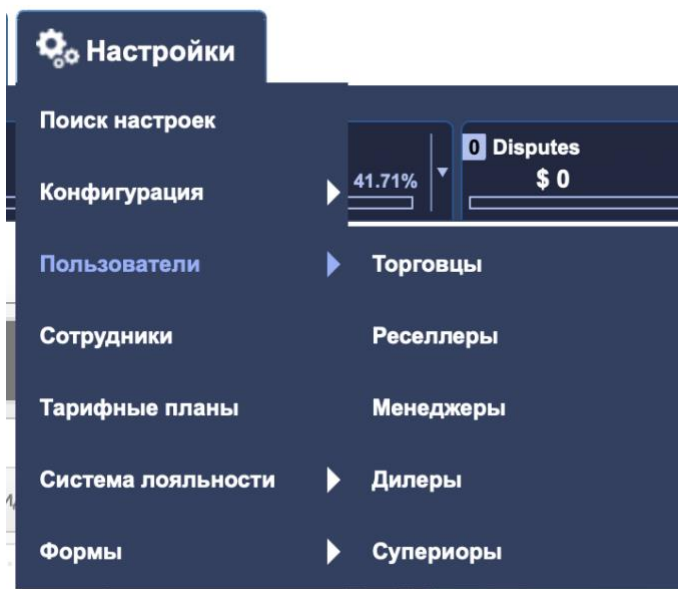 Настройки
Поиск настроек
Конфигурация
Пользователи
Сотрудники
Тарифные планы
Система лояльности
Формы
41.71%
0 Disputes
$ 0
Торговцы
Реселлеры
Менеджеры
Дилеры
Супериоры